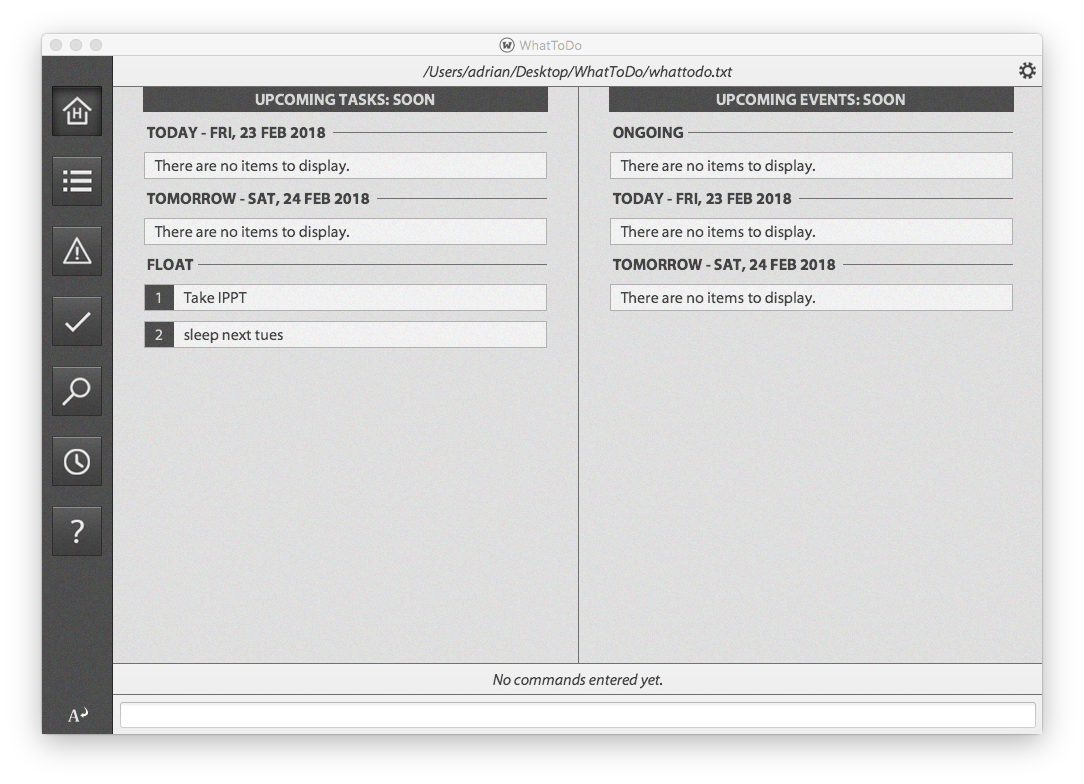 WhatToDo
/Users/adrian/Desktop/WhatToDo/whattodo.txt
H
UPCOMING TASKS: SOON
TODAY - FRI, 23 FEB 2018
There are no items to display.
TOMORROW - SAT, 24 FEB 2018
There are no items to display.
FLOAT
1 Take IPPT
2 sleep next tues
UPCOMING EVENTS: SOON
ONGOING
There are no items to display.
TODAY - FRI, 23 FEB 2018
There are no items to display.
TOMORROW - SAT, 24 FEB 2018
There are no items to display.
?
No commands entered yet.
A